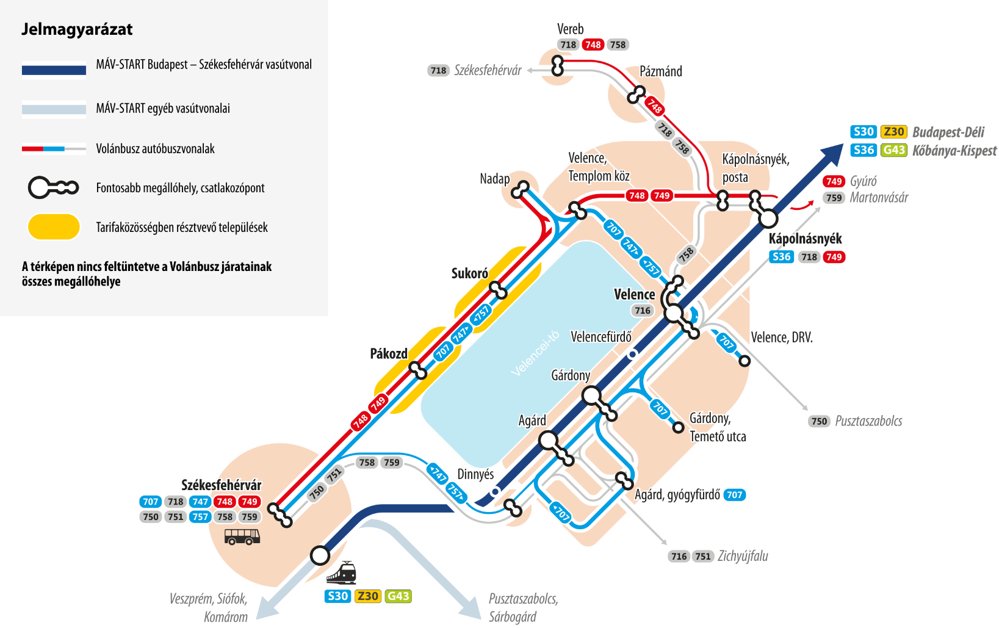 Jelmagyarázat
MÁV-START Budapest – Székesfehérvár vasútvonal
MÁV-START egyéb vasútvonalai
Volánbusz autóbuszvonalak
Fontosabb megállóhely, csatlakozópont
Tarifaközösségben résztvevő települések
A térképen nincs feltüntetve a Volánbusz járatainak
összes megállóhelye
Vereb
718 748 758
718 Székesfehérvár
Pázmánd
748
718
758
S30 Z30 Budapest-Déli
S36 G43 Kőbánya-Kispest
Velence,
Templom köz
Kápolnásnyék,
posta
Nadap
748 749
749 Gyúró
759 Martonvásár
707
747
757
758
Kápolnásnyék
S36 718 749
Sukoró
Velence
716
757
747
707
Velencefürdő
Velencei-tó
707
Velence, DRV.
Pákozd
Gárdony
749
748
707
Agárd
Gárdony,
Temető utca
750 Pusztaszabolcs
758 759
751
750
747
757
Dinnyés
Székesfehérvár
707 718 747 748 749
750 751 757 758 759
Agárd, gyógyfürdő 707
707
716 751 Zichyújfalu
S30 Z30 G43
Veszprém, Siófok,
Komárom
Pusztaszabolcs,
Sárbogárd